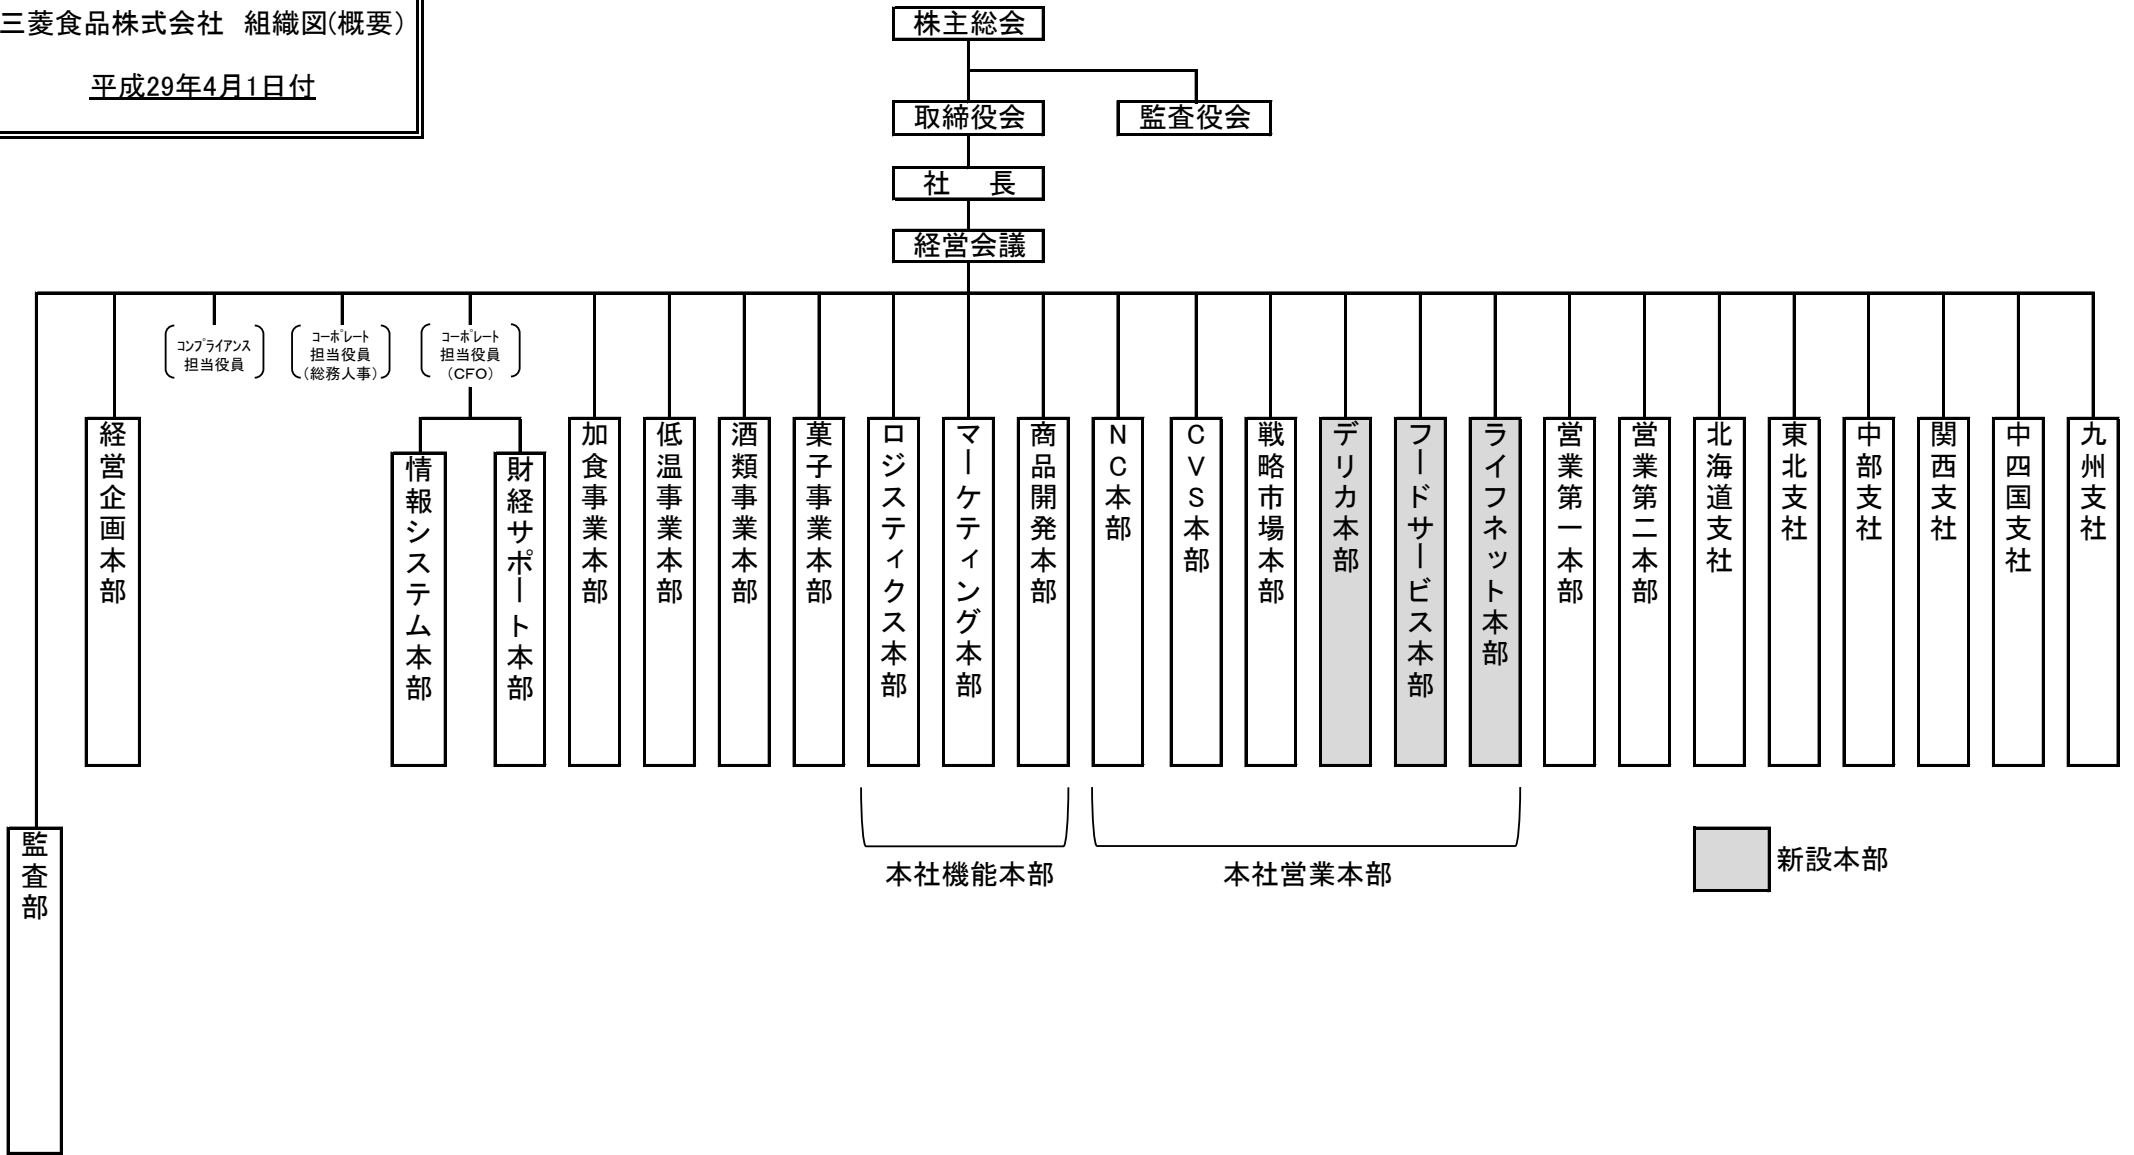 三菱食品株式会社　組織図(概要)
平成29年4月1日付
株主総会
取締役会
監査役会
社　長
経営会議
ｺﾝﾌﾟﾗｲｱﾝｽ
担当役員
ｺｰﾎﾟﾚｰﾄ
担当役員
(総務人事)
ｺｰﾎﾟﾚｰﾄ
担当役員
(CFO)
経営企画本部
情報システム本部
財経サポート本部
加食事業本部
低温事業本部
酒類事業本部
菓子事業本部
ロジスティクス本部
マーケティング本部
商品開発本部
NC本部
CVS本部
戦略市場本部
デリカ本部
フードサービス本部
ライフネット本部
営業第一本部
営業第二本部
北海道支社
東北支社
中部支社
関西支社
中四国支社
九州支社
監査部
本社機能本部
本社営業本部
新設本部